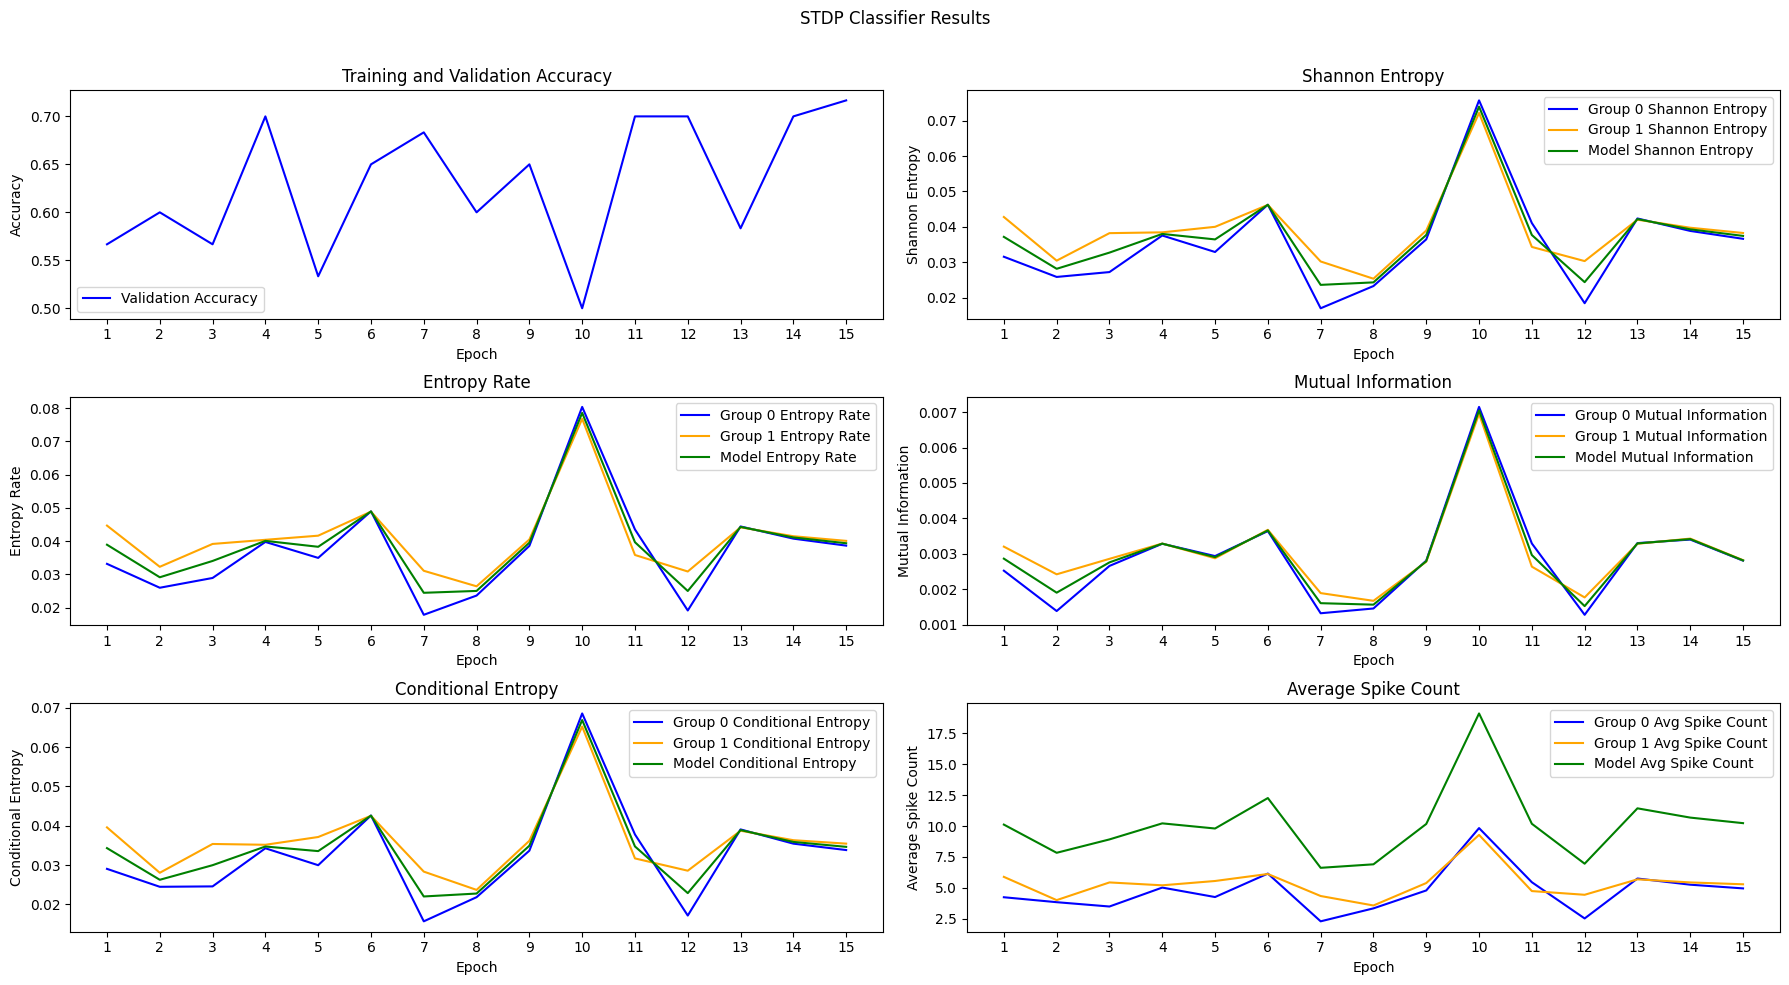 STDP Classifier Results
Training and Validation Accuracy
Accuracy
0.70
0.65
0.60
0.55
0.50
Validation Accuracy
1 2 3 4 5 6 7 8 9 10 11 12 13 14 15
Epoch
Shannon Entropy
Shannon Entropy
0.07
0.06
0.05
0.04
0.03
0.02
Group 0 Shannon Entropy
Group 1 Shannon Entropy
Model Shannon Entropy
1 2 3 4 5 6 7 8 9 10 11 12 13 14 15
Epoch
Entropy Rate
Entropy Rate
0.08
0.07
0.06
0.05
0.04
0.03
0.02
Group 0 Entropy Rate
Group 1 Entropy Rate
Model Entropy Rate
1 2 3 4 5 6 7 8 9 10 11 12 13 14 15
Epoch
Mutual Information
Mutual Information
0.007
0.006
0.005
0.004
0.003
0.002
0.001
Group 0 Mutual Information
Group 1 Mutual Information
Model Mutual Information
1 2 3 4 5 6 7 8 9 10 11 12 13 14 15
Epoch
Conditional Entropy
Conditional Entropy
0.07
0.06
0.05
0.04
0.03
0.02
Group 0 Conditional Entropy
Group 1 Conditional Entropy
Model Conditional Entropy
1 2 3 4 5 6 7 8 9 10 11 12 13 14 15
Epoch
Average Spike Count
Average Spike Count
17.5
15.0
12.5
10.0
7.5
5.0
2.5
Group 0 Avg Spike Count
Group 1 Avg Spike Count
Model Avg Spike Count
1 2 3 4 5 6 7 8 9 10 11 12 13 14 15
Epoch